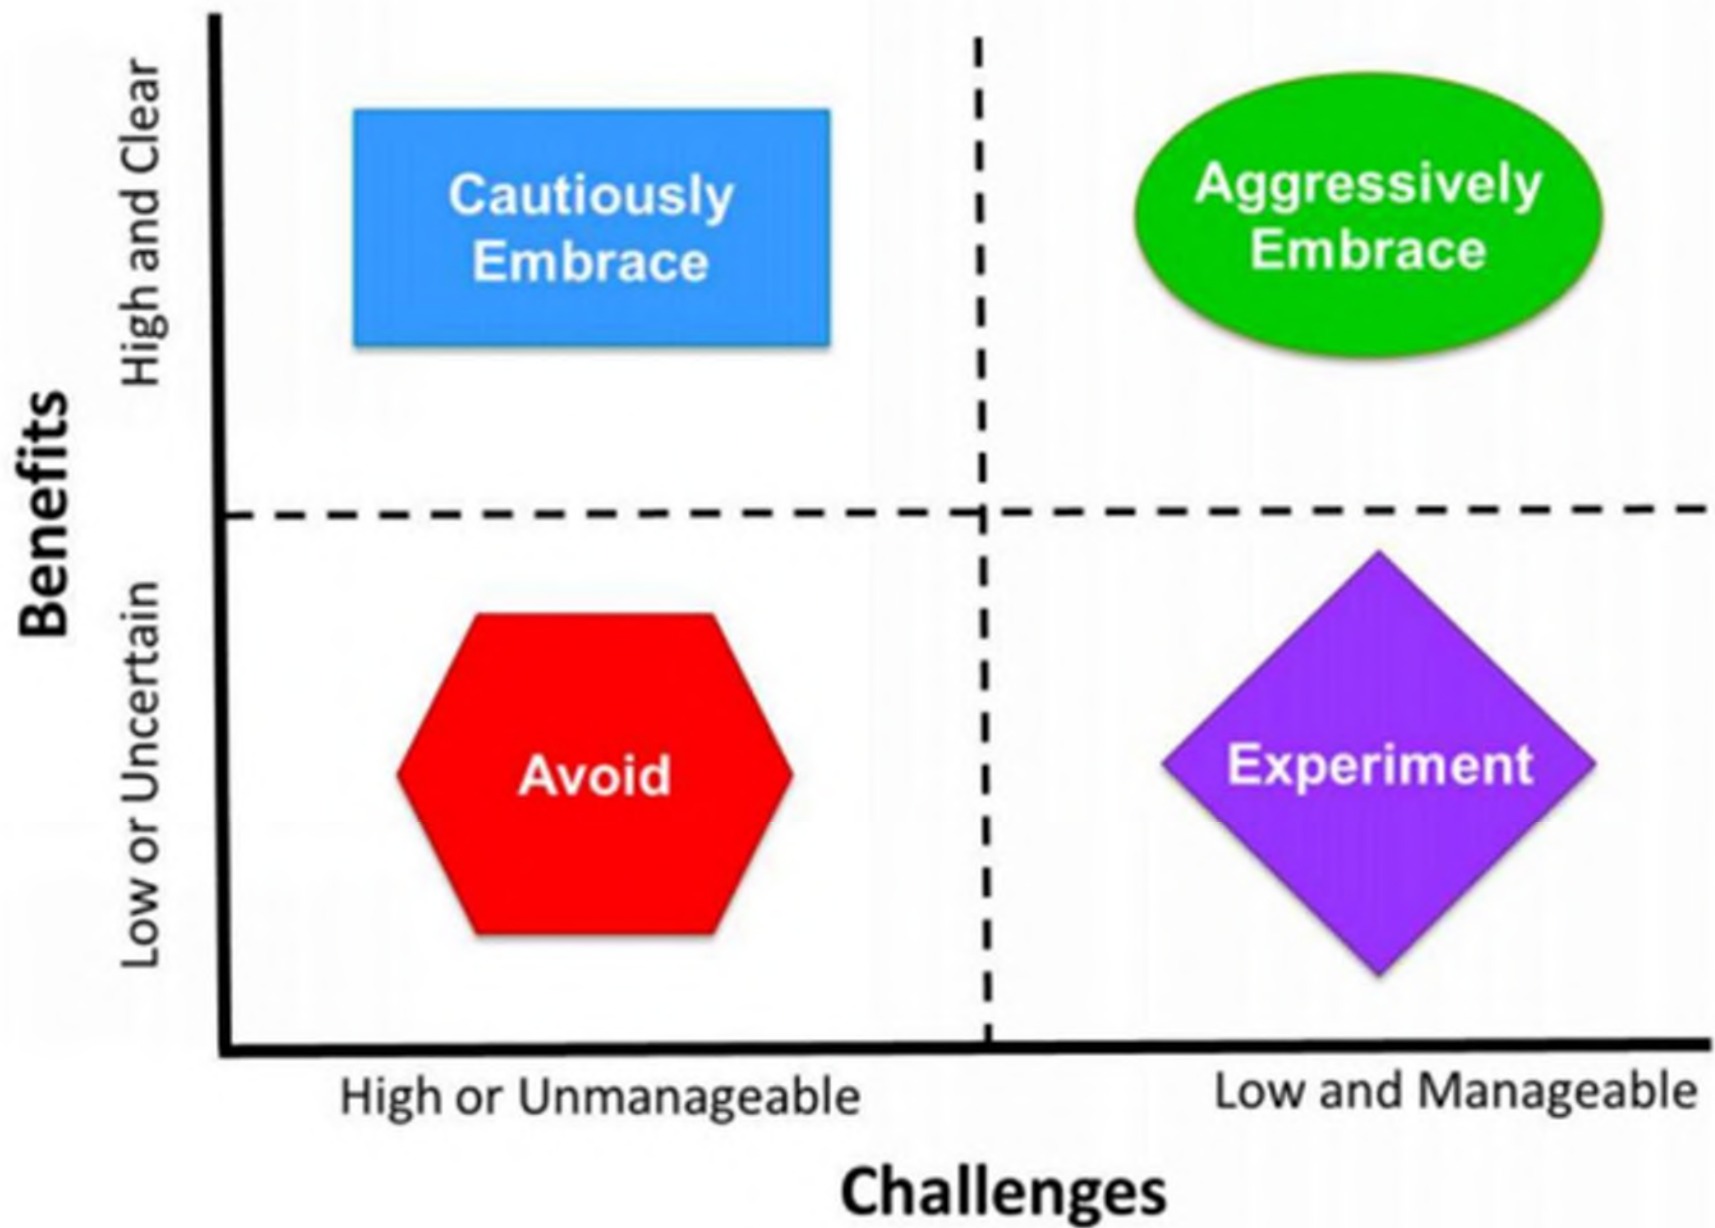 Benefits
High and Clear
Low or Uncertain
Cautiously
Embrace
Aggressively
Embrace
Avoid
Experiment
High or Unmanageable
Low and Manageable
Challenges